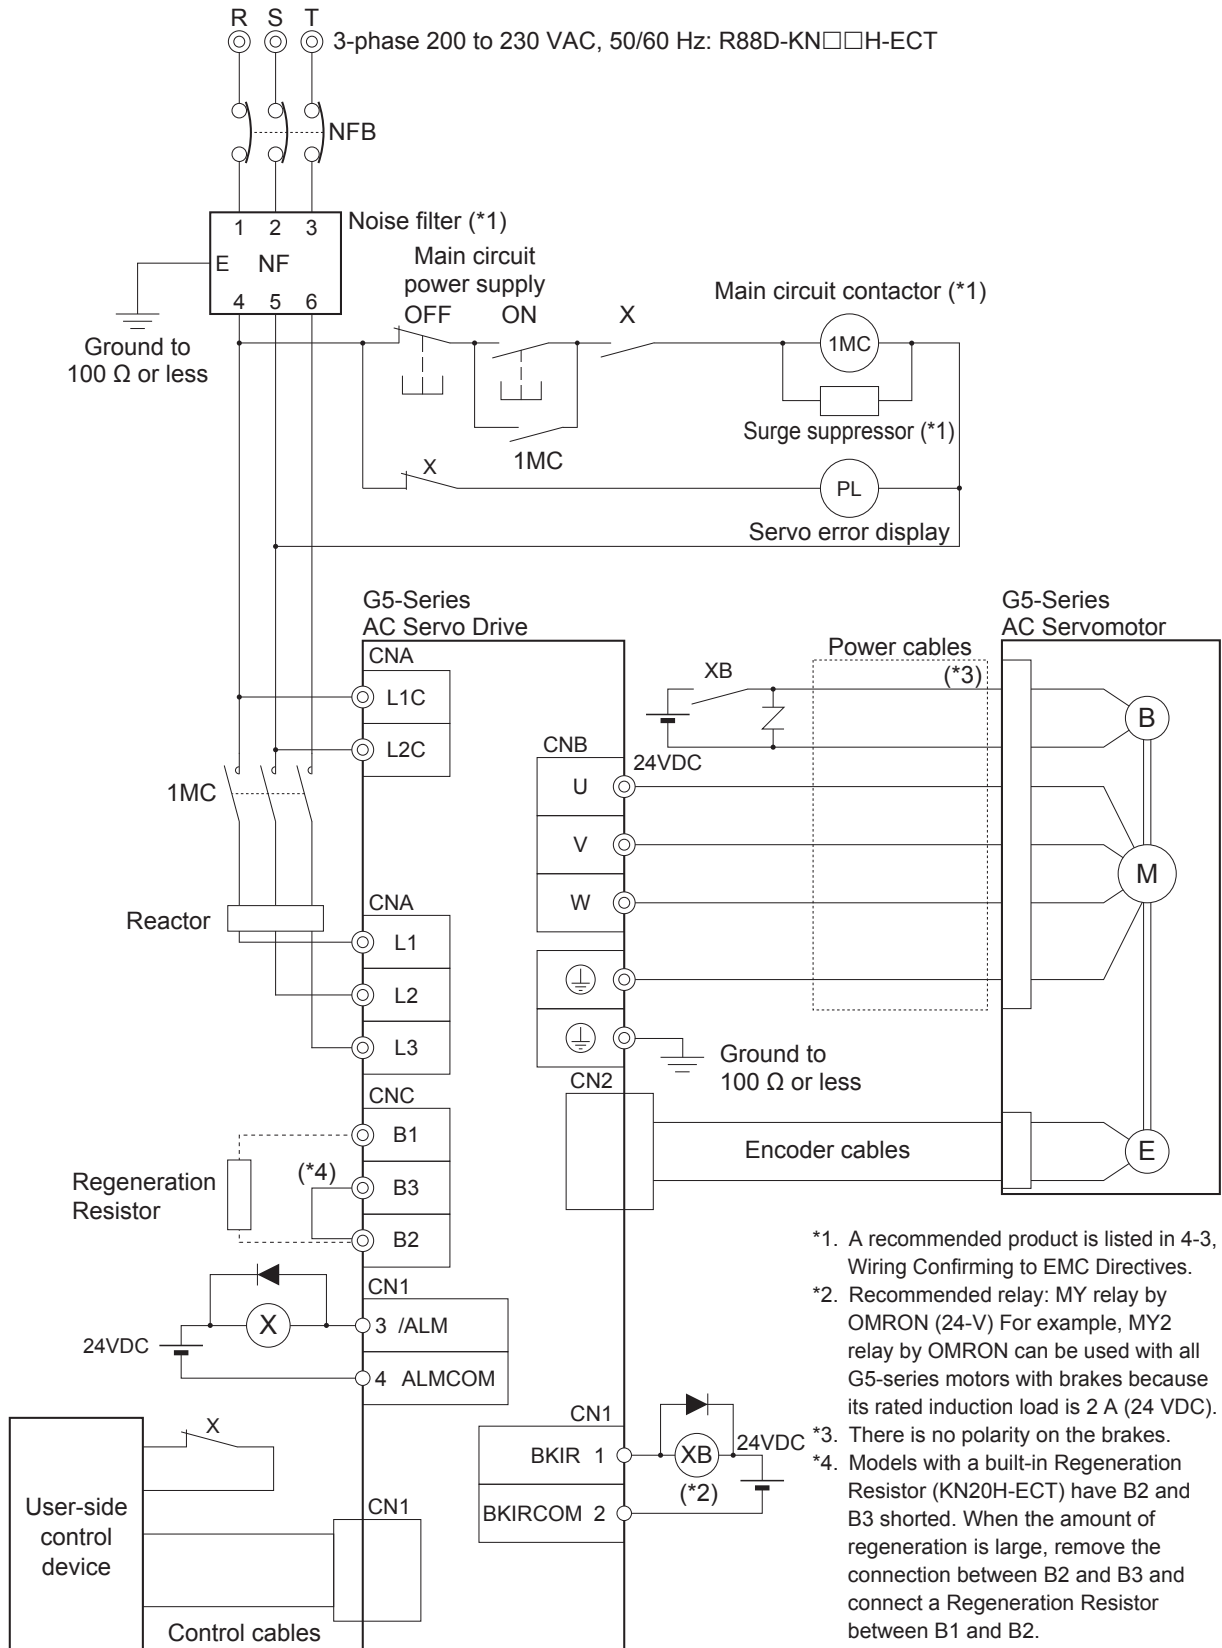 R S T
3-phase 200 to 230 VAC, 50/60 Hz: R88D-KN□□H-ECT
NFB
1 2 3
Noise filter (*1)
E NF
4 5 6
Ground to
100 Ω or less
Main circuit
power supply
OFF ON X
Main circuit contactor (*1)
1MC
Surge suppressor (*1)
1MC
X
PL
Servo error display
G5-Series
AC Servo Drive
G5-Series
AC Servomotor
CNA
L1C
L2C
1MC
Reactor
CNA
L1
L2
L3
CNC
B1
B3
B2
(*4)
Regeneration
Resistor
XB
24VDC
Power cables
(*3)
CNB
U
V
W
B
M
E
Ground to
100 Ω or less
CN2
Encoder cables
CN1
X
24VDC
3 /ALM
4 ALMCOM
X
User-side
control
device
CN1
Control cables
CN1
BKIR 1
BKIRCOM 2
XB
(*2)
24VDC
*1. A recommended product is listed in 4-3,
Wiring Confirming to EMC Directives.
*2. Recommended relay: MY relay by
OMRON (24-V) For example, MY2
relay by OMRON can be used with all
G5-series motors with brakes because
its rated induction load is 2 A (24 VDC).
*3. There is no polarity on the brakes.
*4. Models with a built-in Regeneration
Resistor (KN20H-ECT) have B2 and
B3 shorted. When the amount of
regeneration is large, remove the
connection between B2 and B3 and
connect a Regeneration Resistor
between B1 and B2.